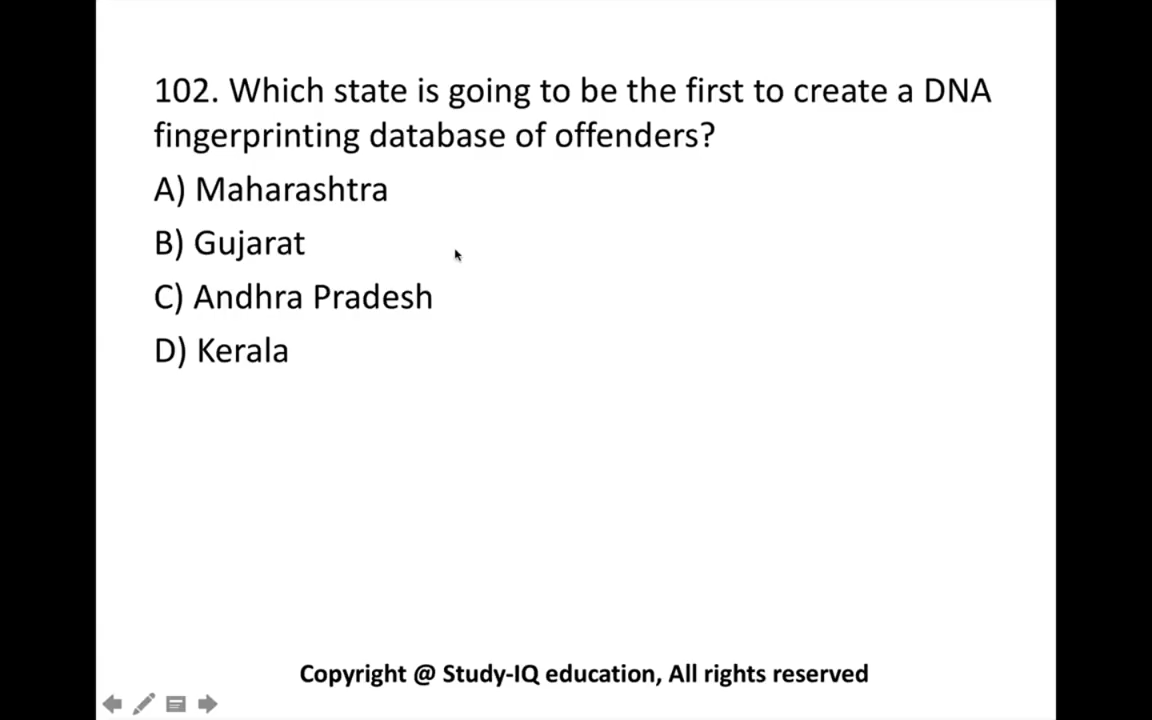 102. Which state is going to be the first to create a DNA
fingerprinting database of offenders?
A) Maharashtra
B) Gujarat
C) Andhra Pradesh
D) Kerala
Copyright @ Study-IQ education, All rights reserved